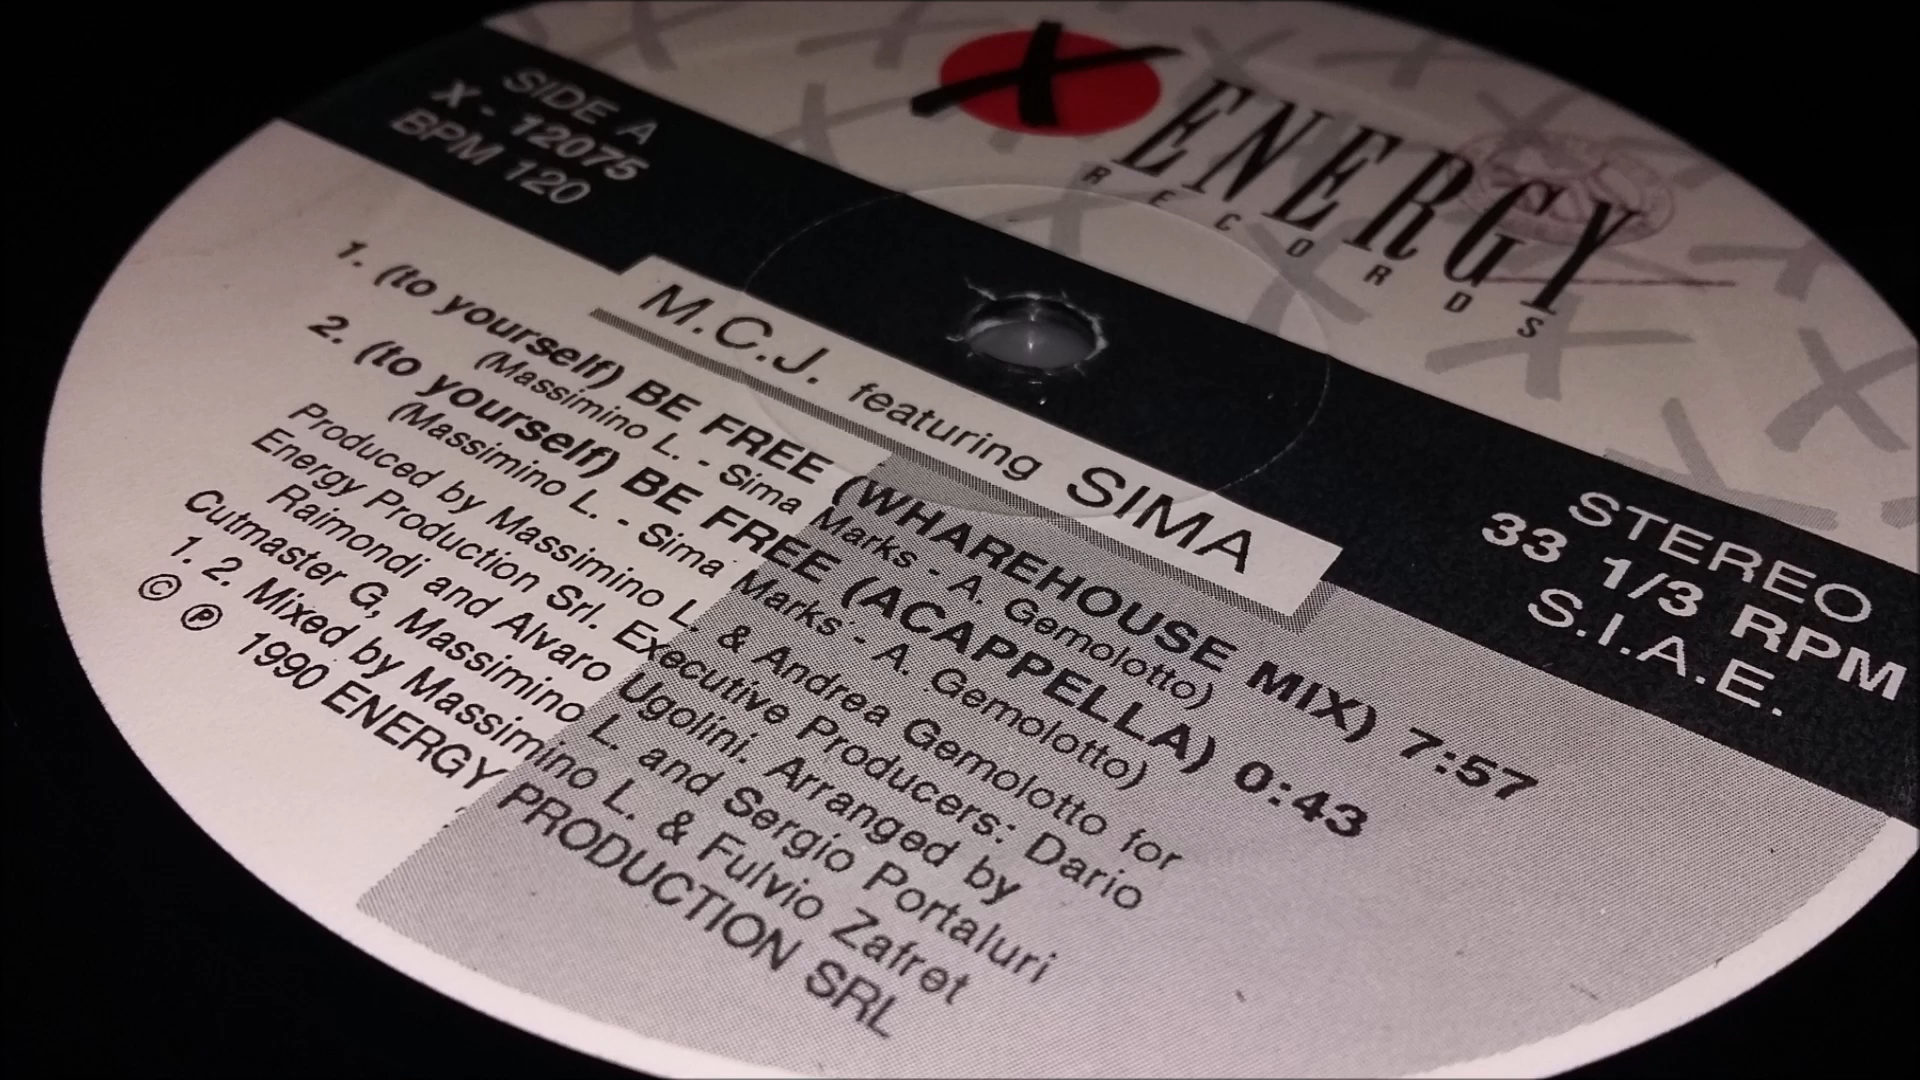 X ENERGY
RECORDS
SIDE A
X - 12075
BPM 120
STEREO
33 1/3 RPM
S.I.A.E.
M.C.J. featuring SIMA
1. (to yourself) BE FREE (WHAREHOUSE MIX) 7:57
(Massimino L. - Sima Marks - A. Gemolotto)
2. (to yourself) BE FREE (ACAPPELLA) 0:43
(Massimino L. - Sima Marks - A. Gemolotto)
Produced by Massimino L. & Andrea Gemolotto for
Energy Production Srl. Executive Producers: Dario
Raimondi and Alvaro Ugolini. Arranged by
Cutmaster G, Massimino L. and Sergio Portaluri
1. 2. Mixed by Massimino L. & Fulvio Zafret
© ℗ 1990 ENERGY PRODUCTION SRL